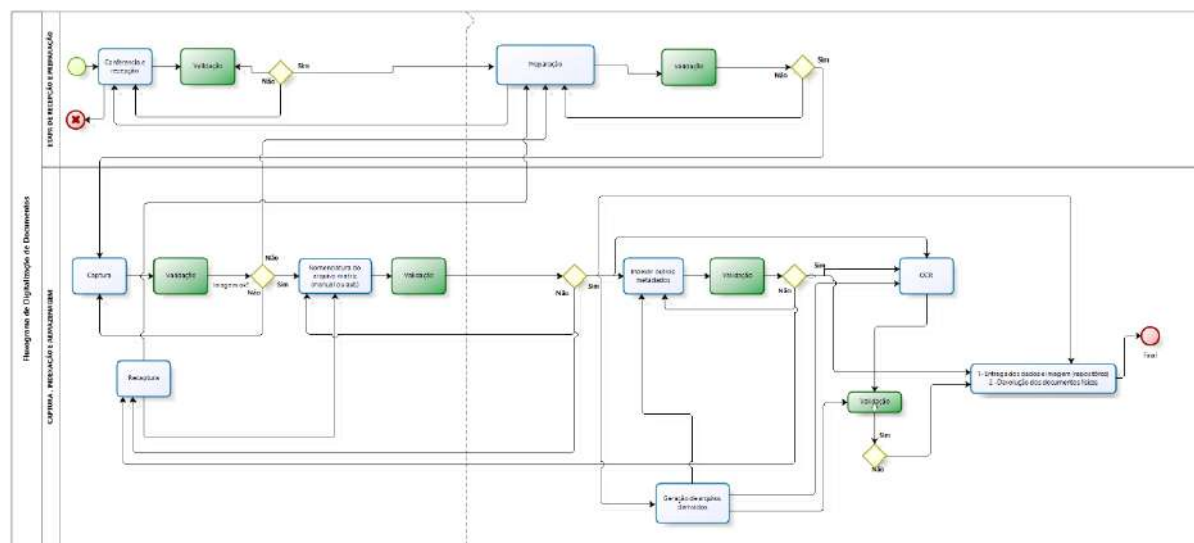 Fluxograma de Digitalização de Documentos
ETAPA DE RECEPÇÃO E PREPARAÇÃO
Conferência e
recepção
Validação
Sim
Não
Preparação
Validação
Sim
Não
CAPTURA, INDEXAÇÃO E ARMAZENAGEM
Captura
Validação
Imagem ok?
Não
Não
Sim
Nomenclatura do
arquivo matriz
(manual ou aut)
Validação
Não
Sim
Indexar outros
metadados
Validação
Sim
Não
OCR
Recaptura
Validação
Sim
Não
1 - Entrega dos dados e imagem (repositórios)
2 - Devolução dos documentos físicos
Final
Geração de arquivos
derivados